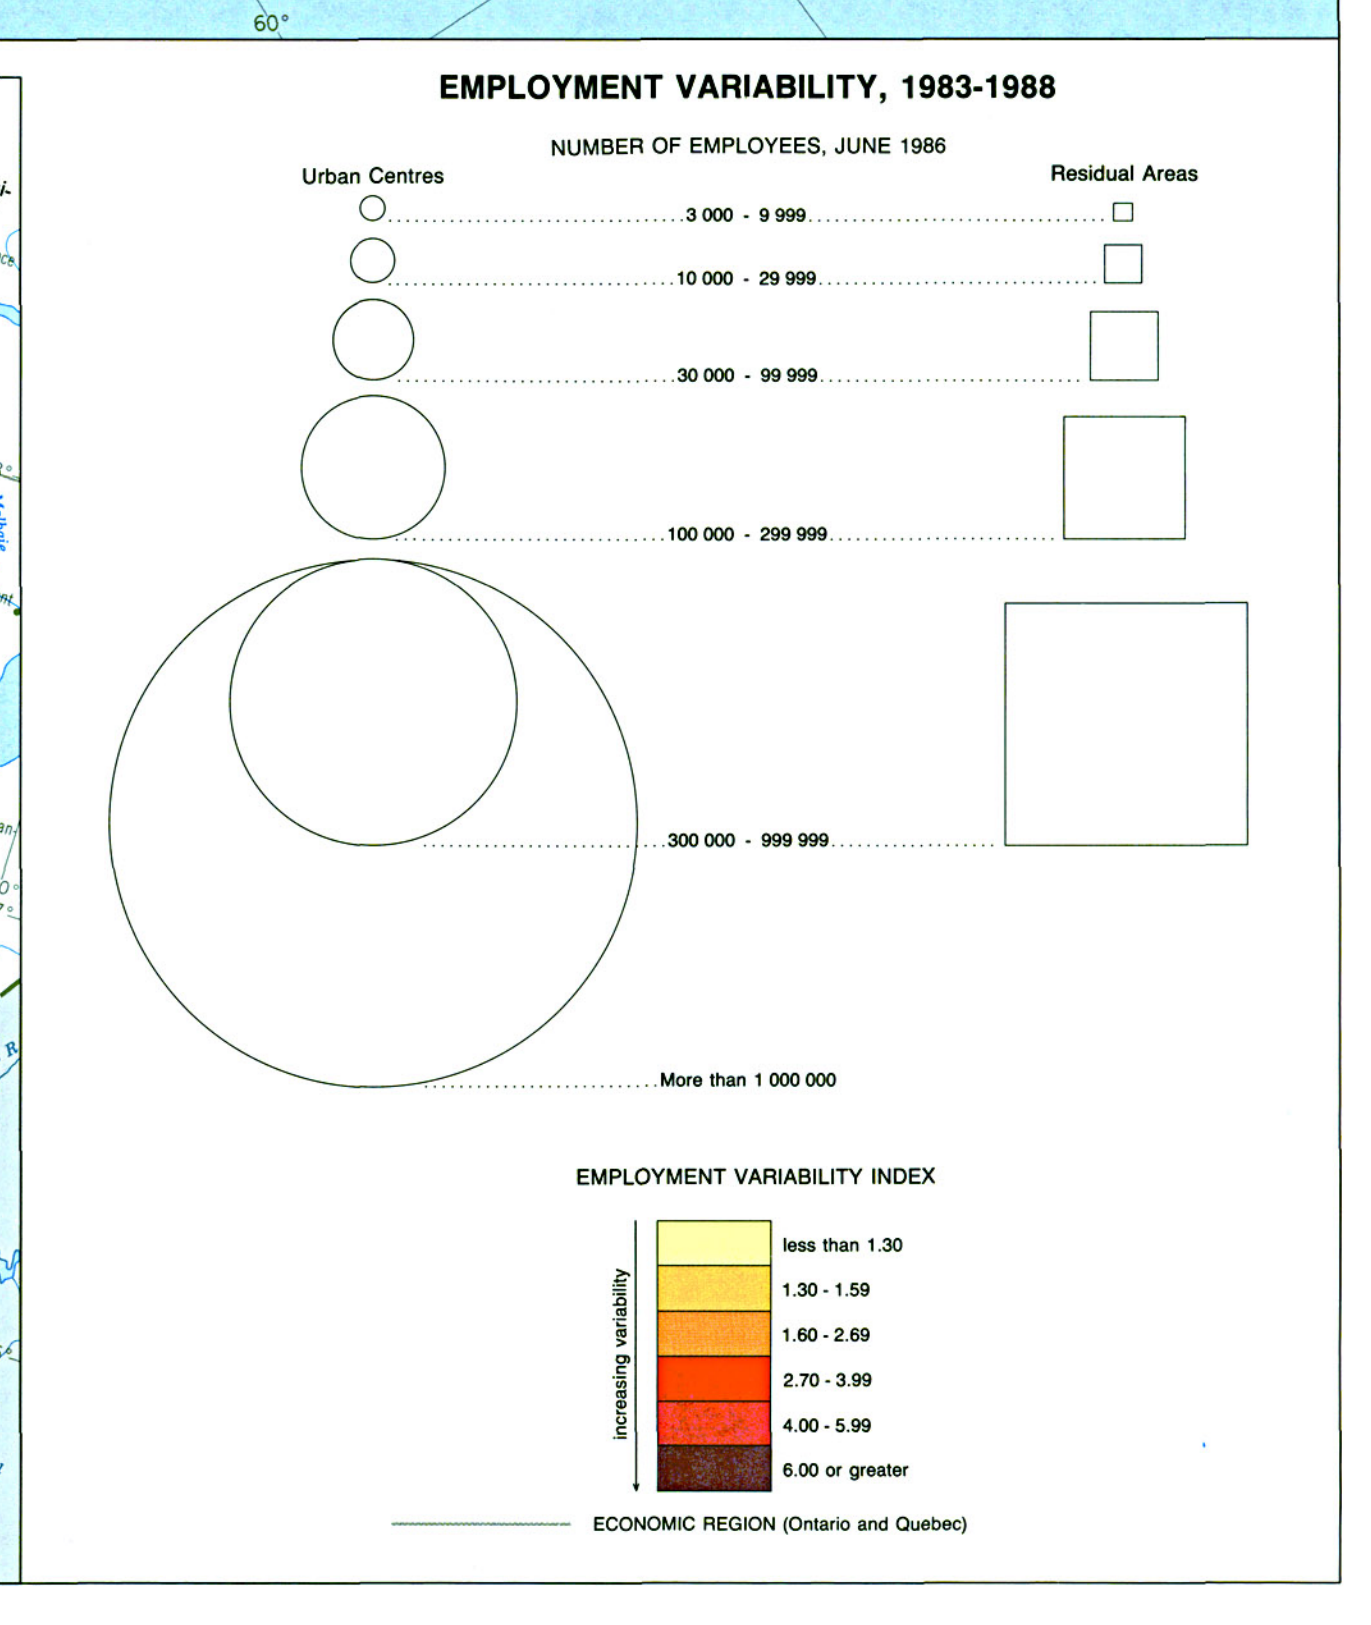 60°
EMPLOYMENT VARIABILITY, 1983-1988
NUMBER OF EMPLOYEES, JUNE 1986
Urban Centres
Residual Areas
3 000 - 9 999
10 000 - 29 999
30 000 - 99 999
100 000 - 299 999
300 000 - 999 999
More than 1 000 000
EMPLOYMENT VARIABILITY INDEX
increasing variability
less than 1.30
1.30 - 1.59
1.60 - 2.69
2.70 - 3.99
4.00 - 5.99
6.00 or greater
ECONOMIC REGION (Ontario and Quebec)
R